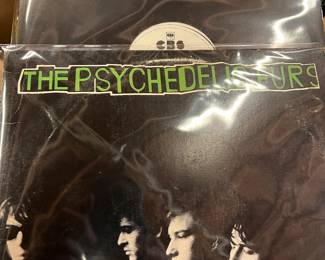 CBS
THE PSYCHEDELIC FURS